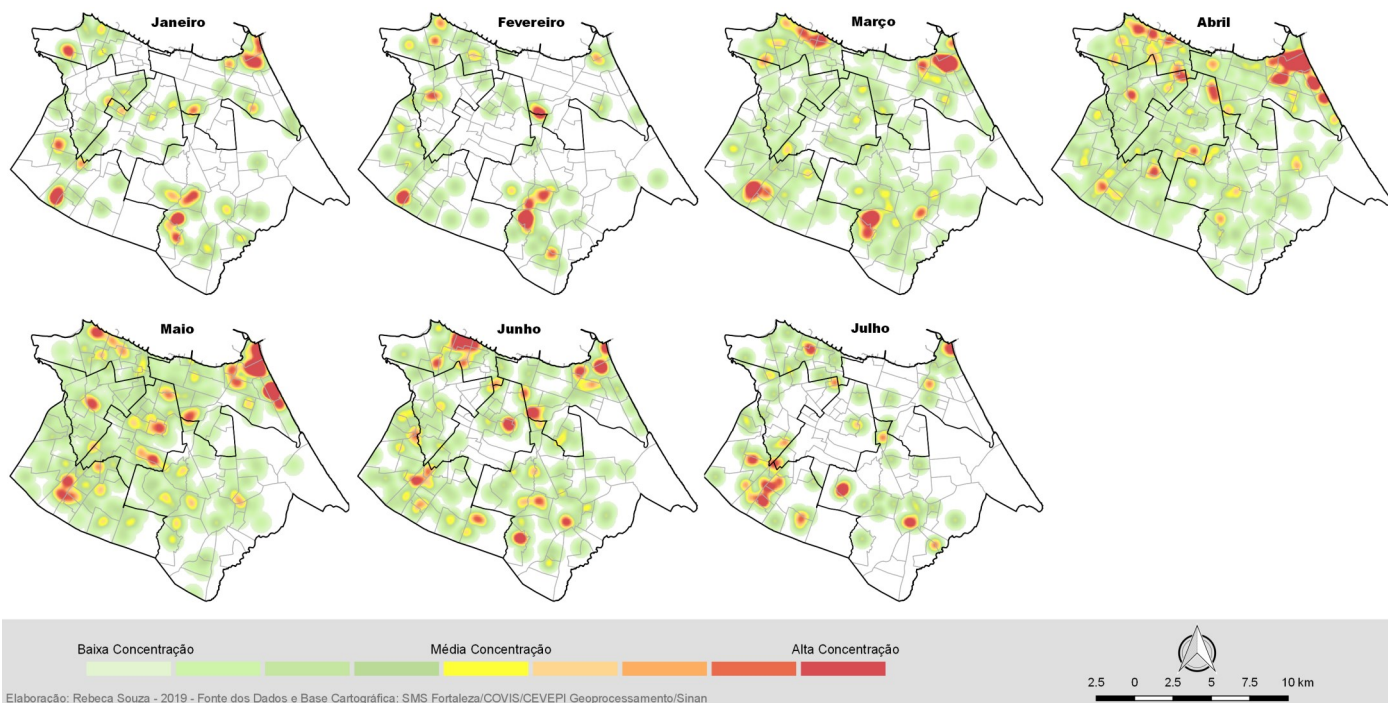 Janeiro
Fevereiro
Março
Abril
Maio
Junho
Julho
Baixa Concentração
Média Concentração
Alta Concentração
2.5 0 2.5 5 7.5 10 km
Elaboração: Rebeca Souza - 2019 - Fonte dos Dados e Base Cartográfica: SMS Fortaleza/COVIS/CEVEPI Geoprocessamento/Sinan